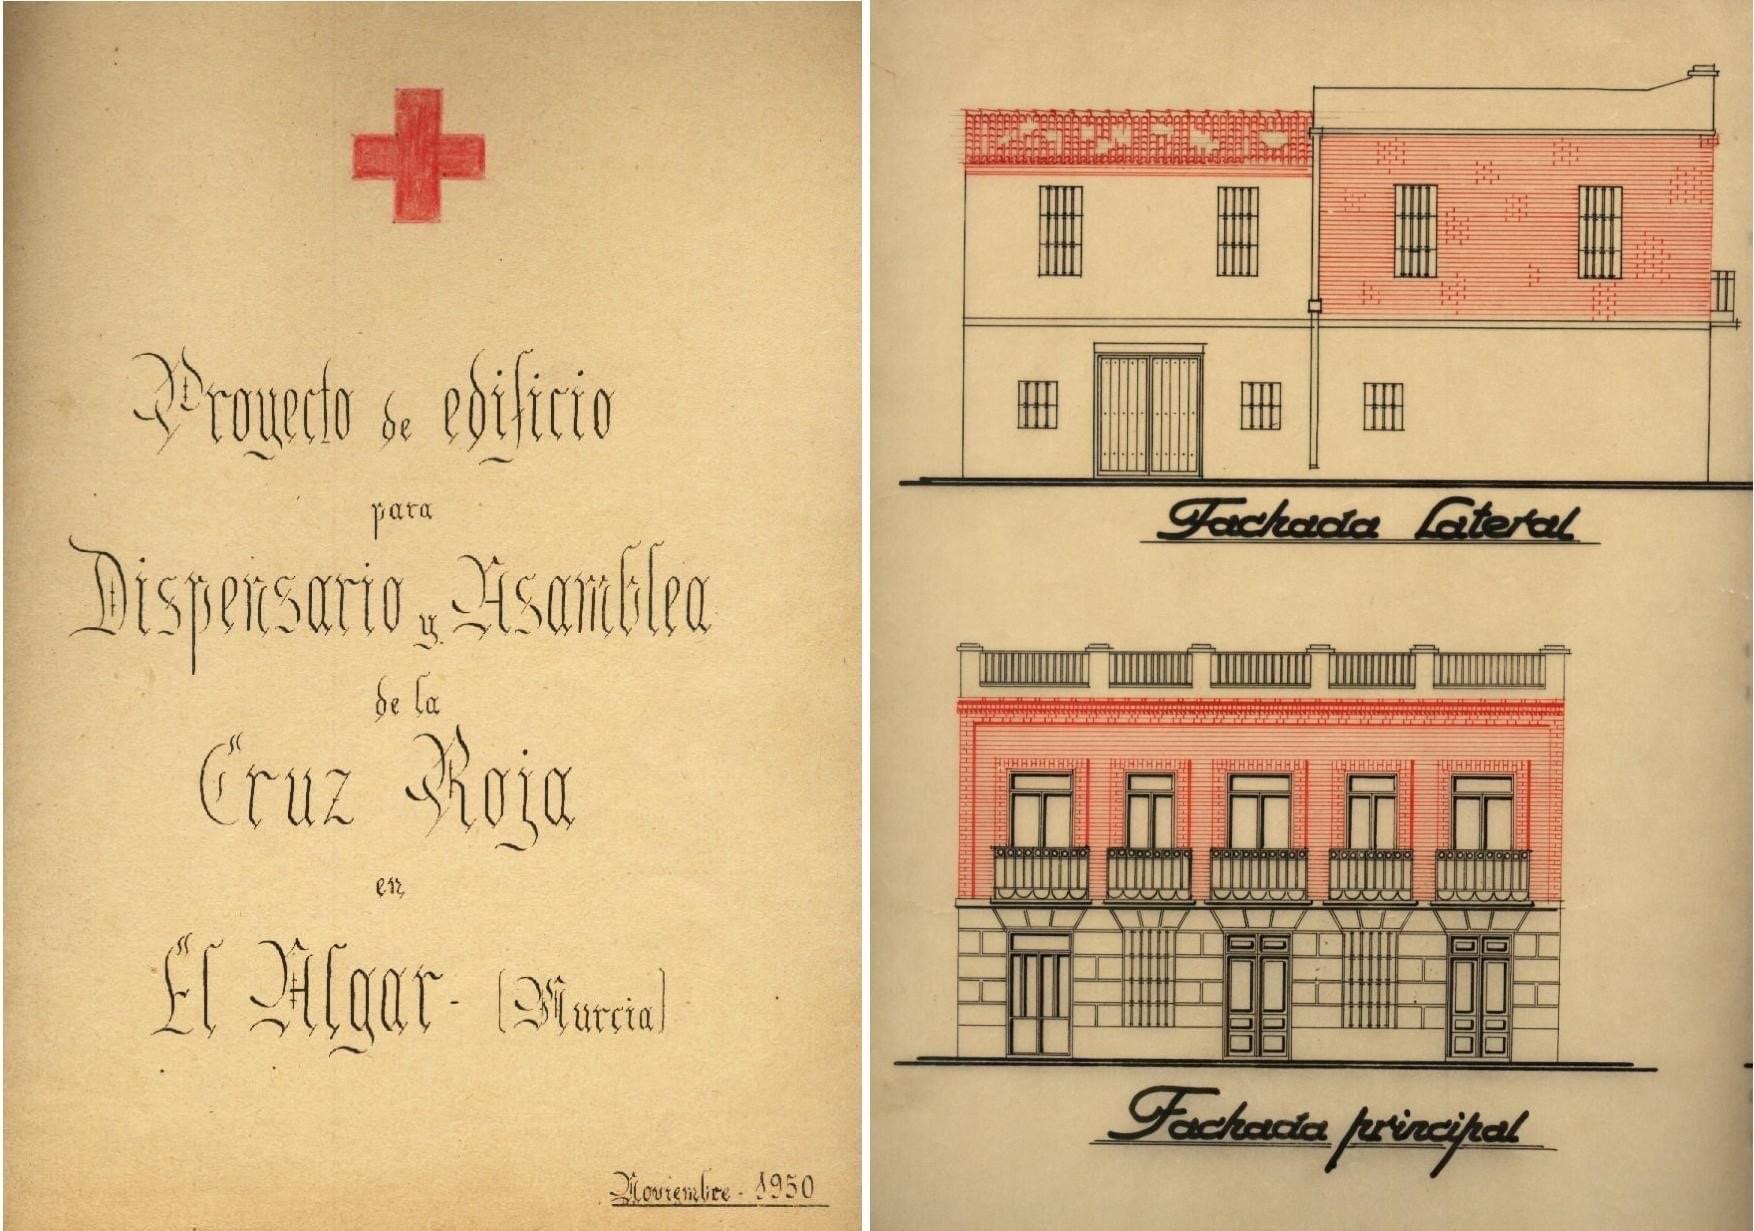 Proyecto de edificio
para
Dispensario y Asamblea
de la
Cruz Roja
en
El Algar - (Murcia)
Noviembre - 1950
Fachada Lateral
Fachada principal